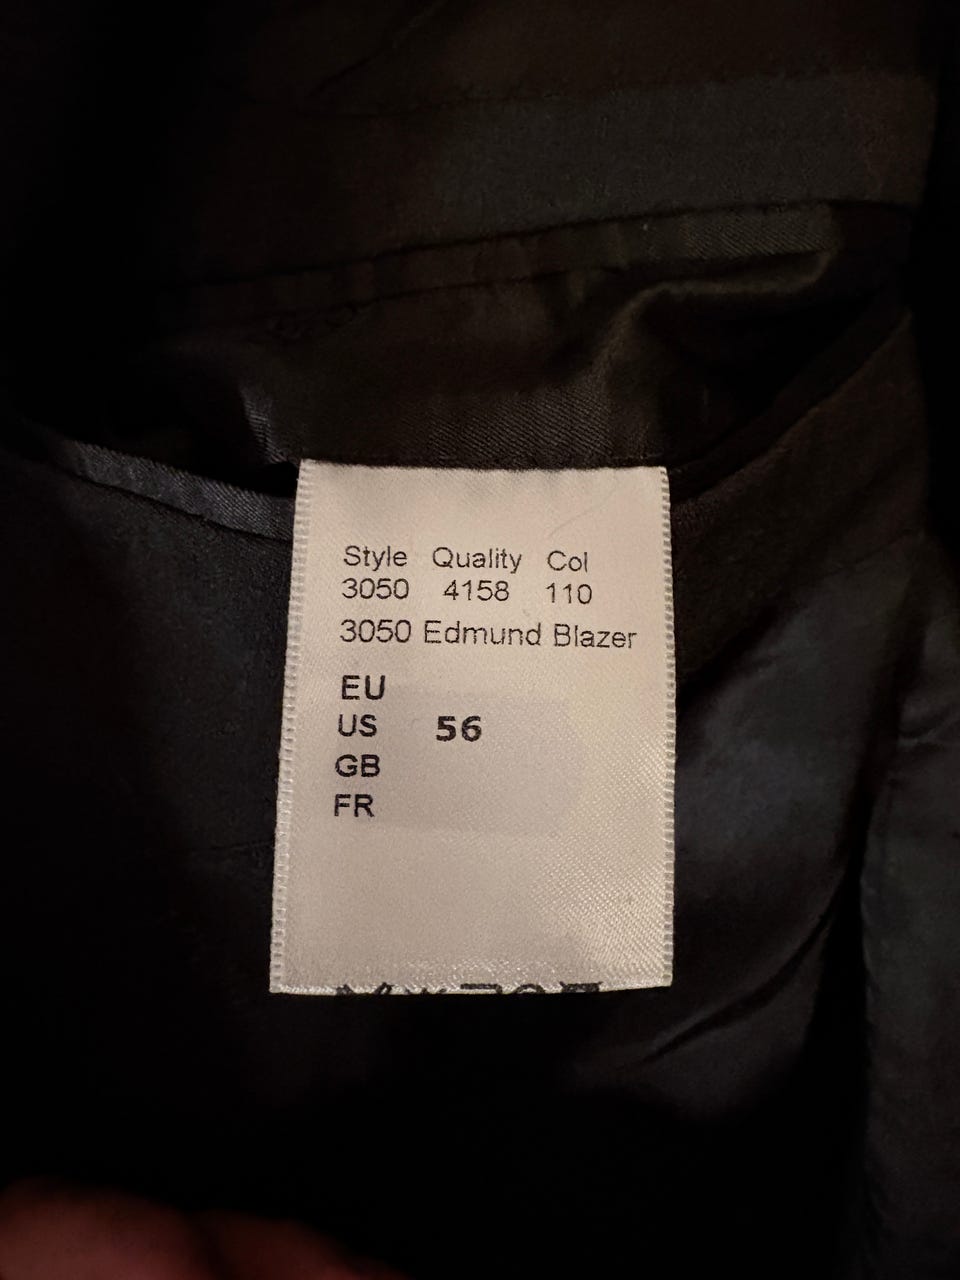 Style Quality Col
3050 4158 110
3050 Edmund Blazer
EU
US 56
GB
FR